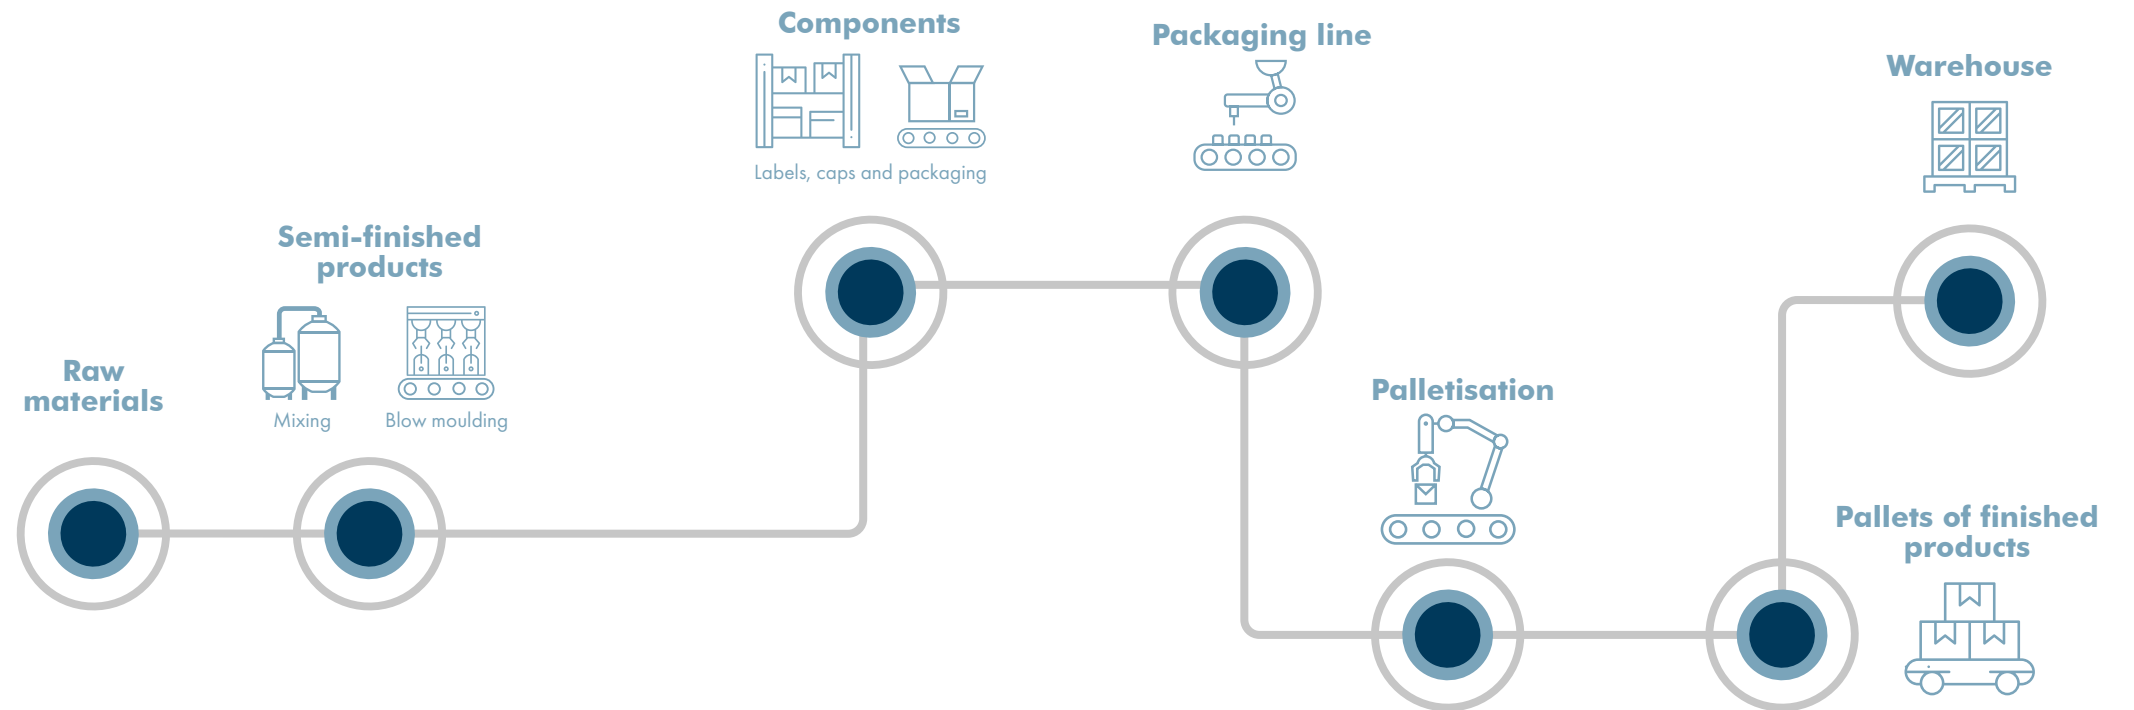 Raw
materials
Semi-finished
products
Mixing
Blow moulding
Components
Labels, caps and packaging
Packaging line
Palletisation
Pallets of finished
products
Warehouse